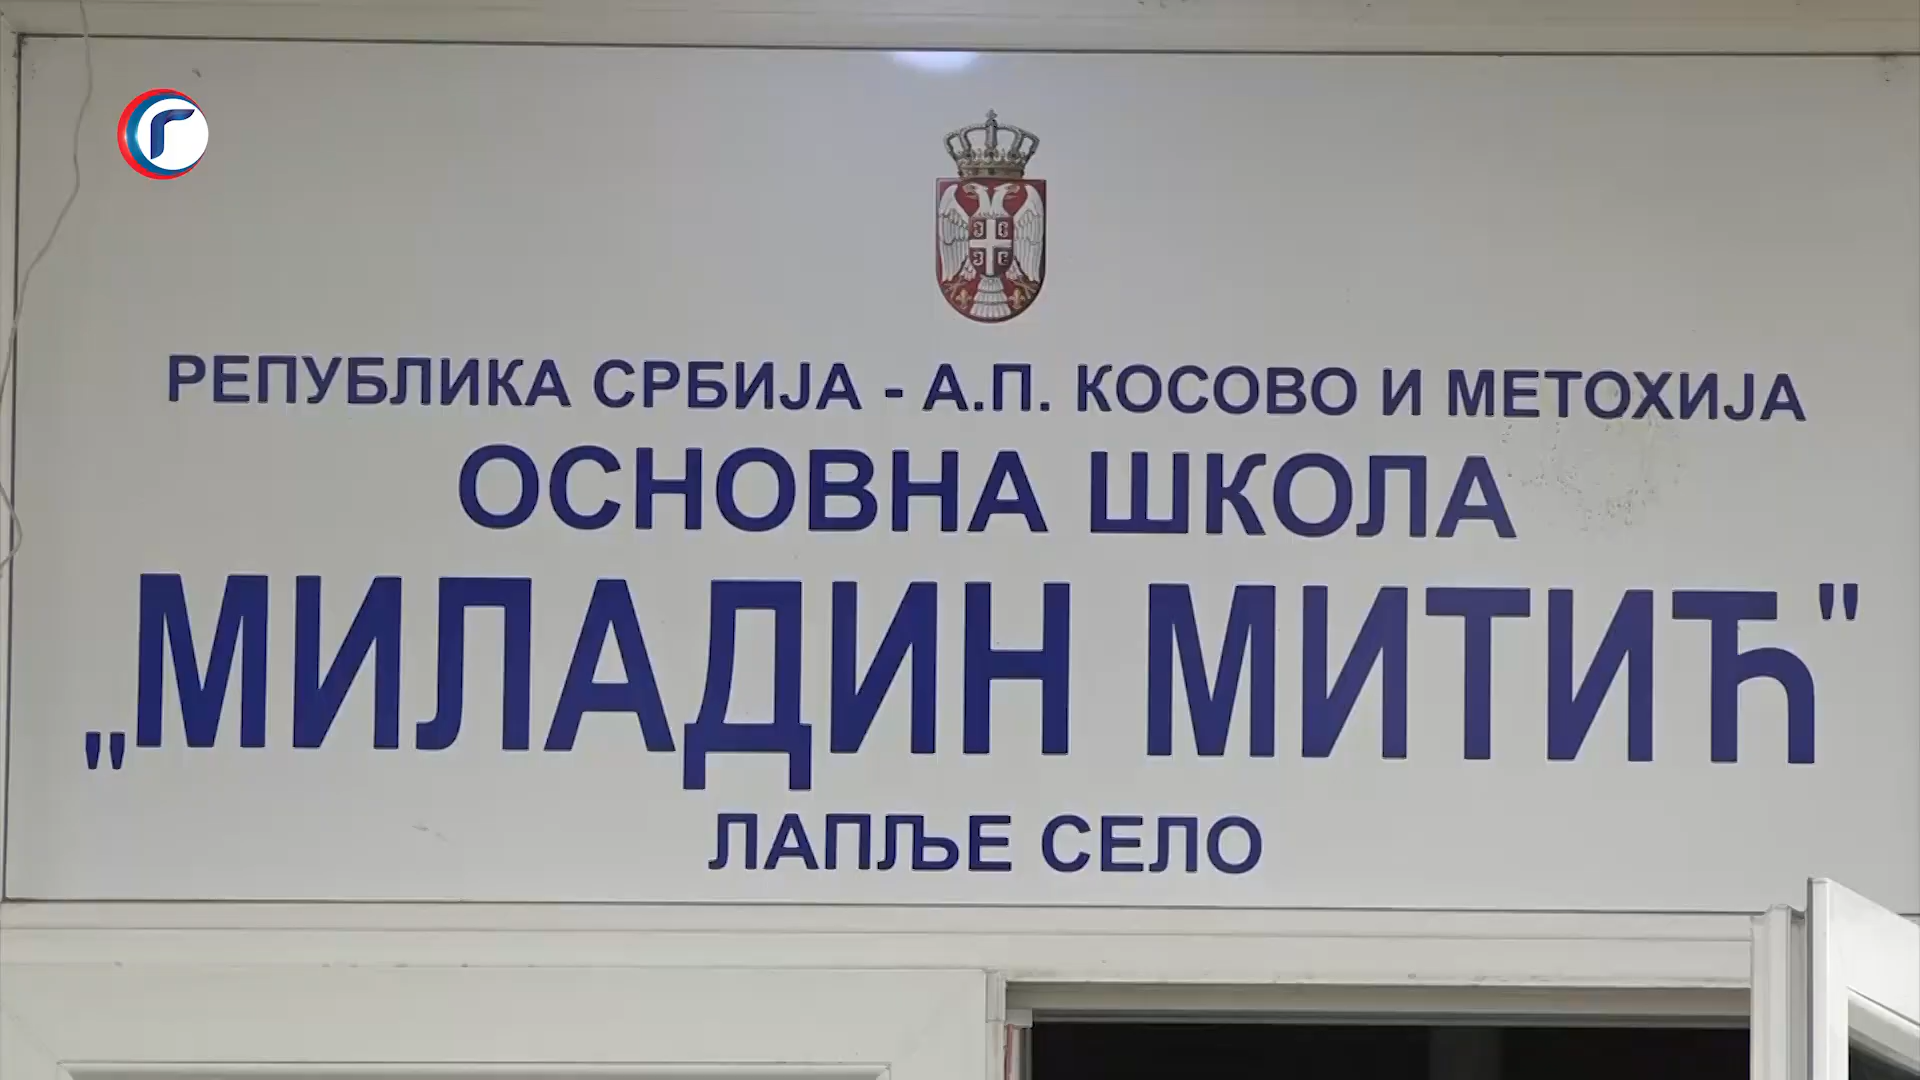 РЕПУБЛИКА СРБИЈА - А.П. КОСОВО И МЕТОХИЈА
ОСНОВНА ШКОЛА
„МИЛАДИН МИТИЋ"
ЛАПЉЕ СЕЛО